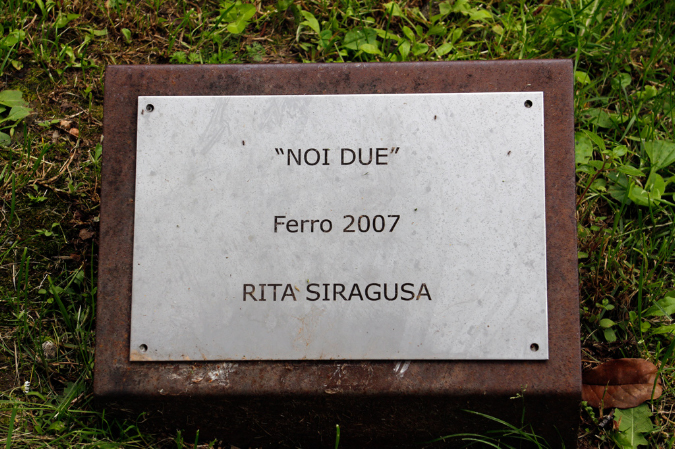 “NOI DUE”
Ferro 2007
RITA SIRAGUSA